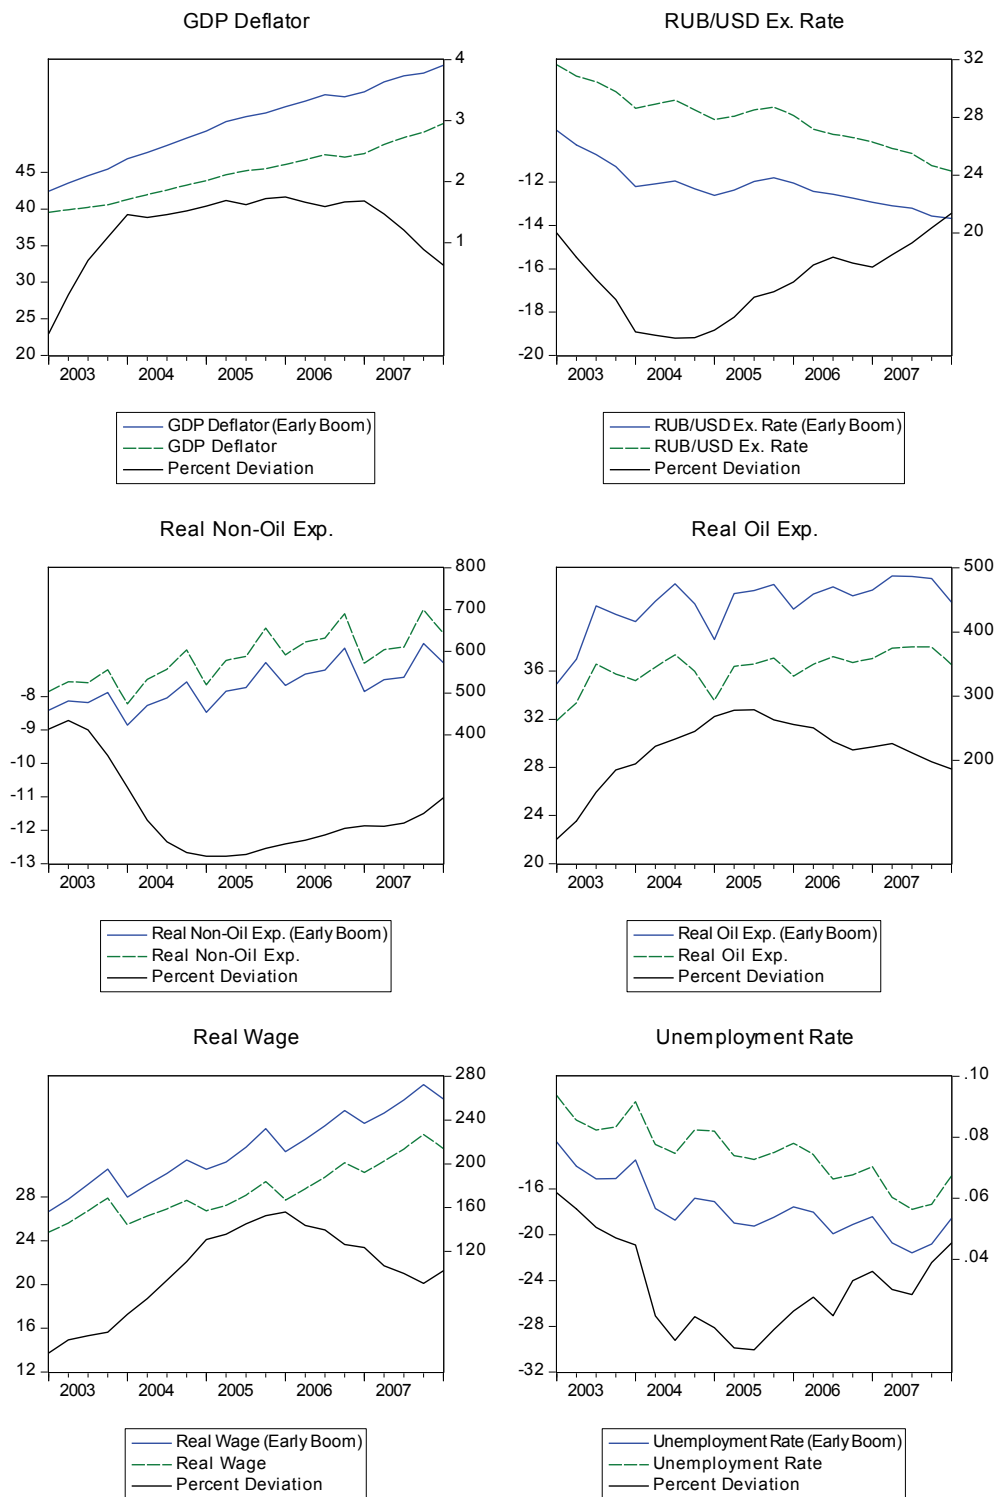 GDP Deflator
4
3
2
1
45
40
35
30
25
20
2003 2004 2005 2006 2007
GDP Deflator (Early Boom)
GDP Deflator
Percent Deviation
RUB/USD Ex. Rate
32
28
24
20
-12
-14
-16
-18
-20
2003 2004 2005 2006 2007
RUB/USD Ex. Rate (Early Boom)
RUB/USD Ex. Rate
Percent Deviation
Real Non-Oil Exp.
800
700
600
500
400
-8
-9
-10
-11
-12
-13
2003 2004 2005 2006 2007
Real Non-Oil Exp. (Early Boom)
Real Non-Oil Exp.
Percent Deviation
Real Oil Exp.
500
400
300
200
36
32
28
24
20
2003 2004 2005 2006 2007
Real Oil Exp. (Early Boom)
Real Oil Exp.
Percent Deviation
Real Wage
280
240
200
160
120
28
24
20
16
12
2003 2004 2005 2006 2007
Real Wage (Early Boom)
Real Wage
Percent Deviation
Unemployment Rate
.10
.08
.06
.04
-16
-20
-24
-28
-32
2003 2004 2005 2006 2007
Unemployment Rate (Early Boom)
Unemployment Rate
Percent Deviation